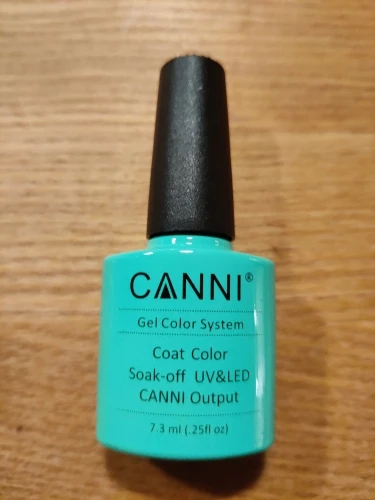 CANNI®
Gel Color System
Coat Color
Soak-off UV&LED
CANNI Output
7.3 ml (.25fl oz)